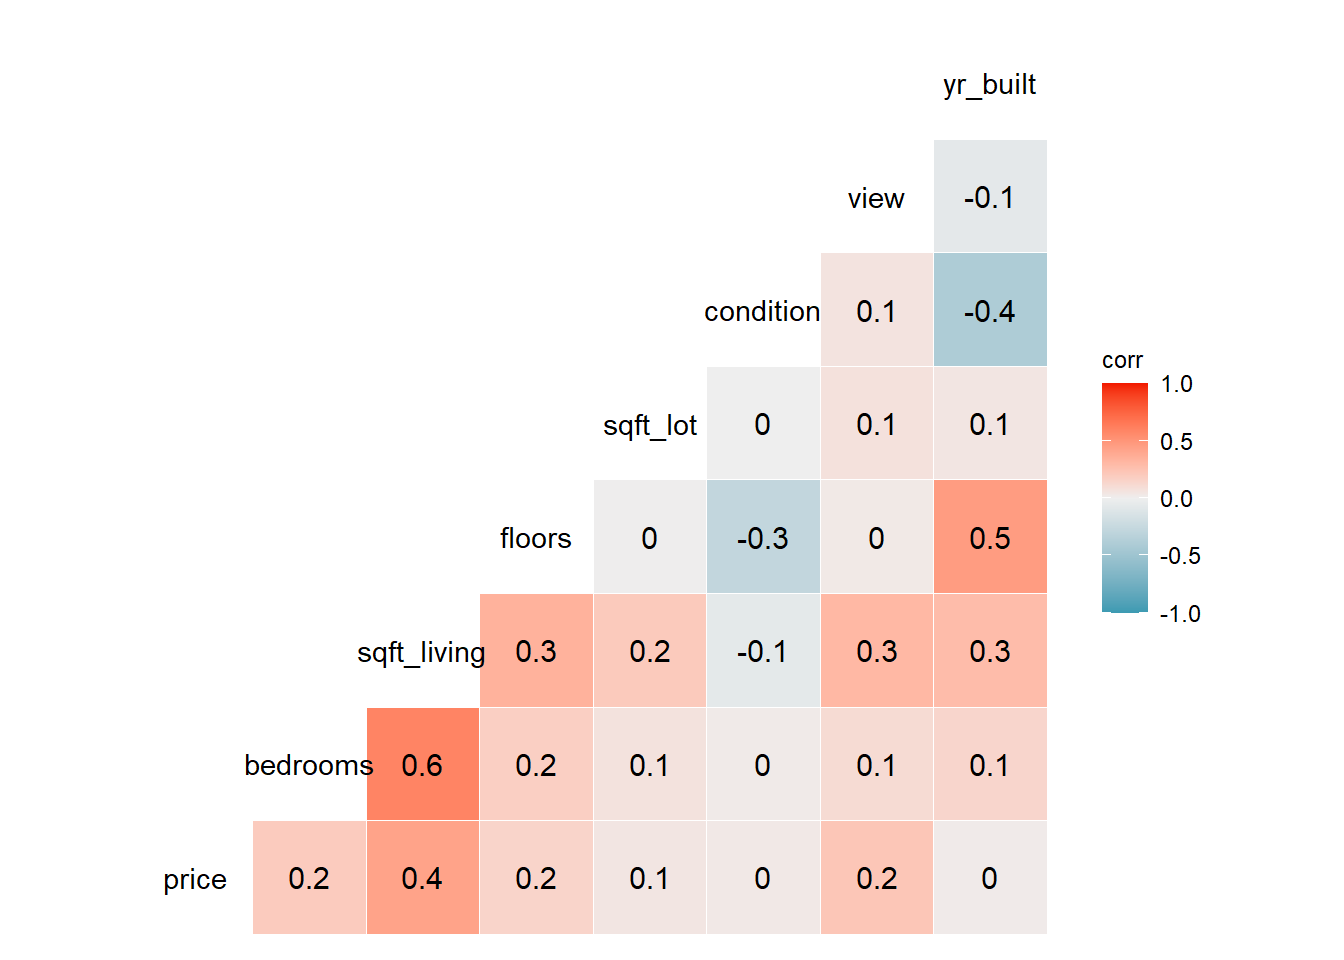 yr_built
view -0.1
condition 0.1 -0.4
corr
sqft_lot 0 0.1 0.1
floors 0 -0.3 0 0.5
sqft_living 0.3 0.2 -0.1 0.3 0.3
bedrooms 0.6 0.2 0.1 0 0.1 0.1
price 0.2 0.4 0.2 0.1 0 0.2 0
1.0
0.5
0.0
-0.5
-1.0